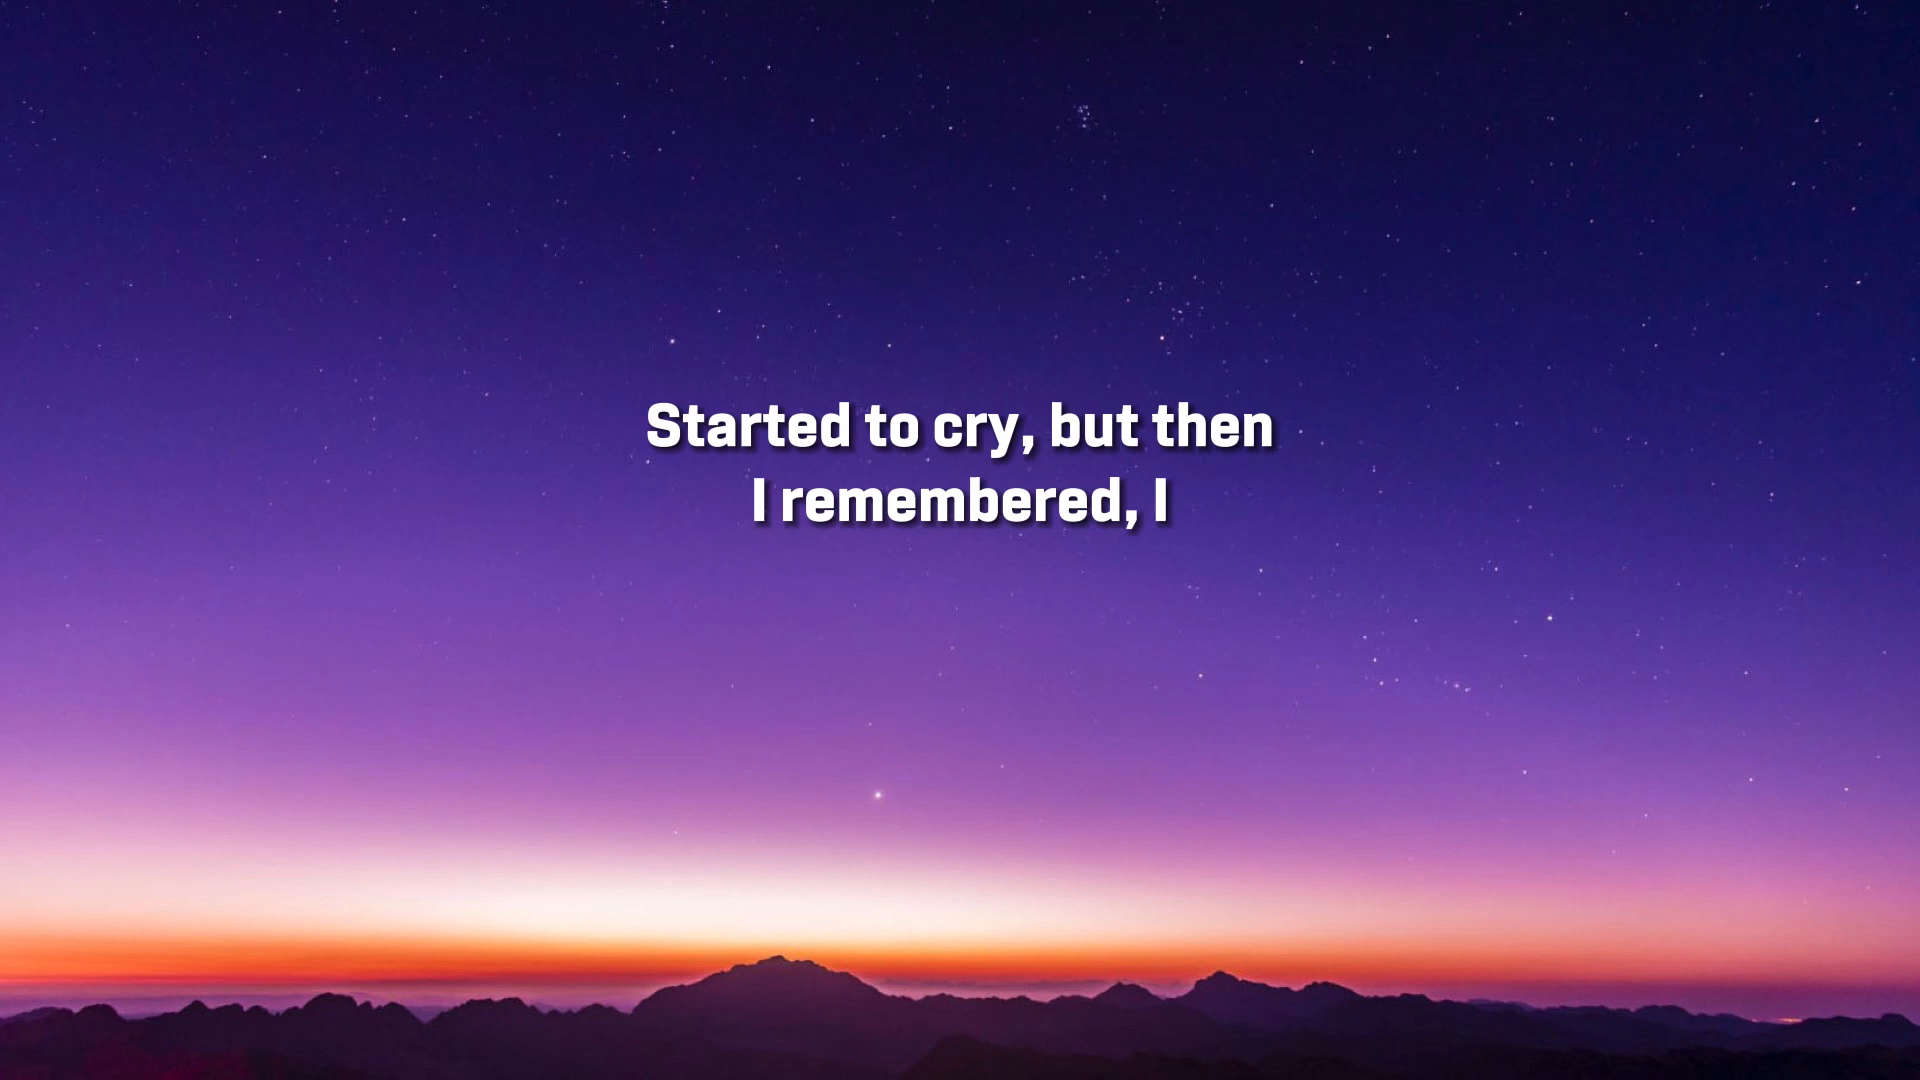 Started to cry, but then
I remembered, I